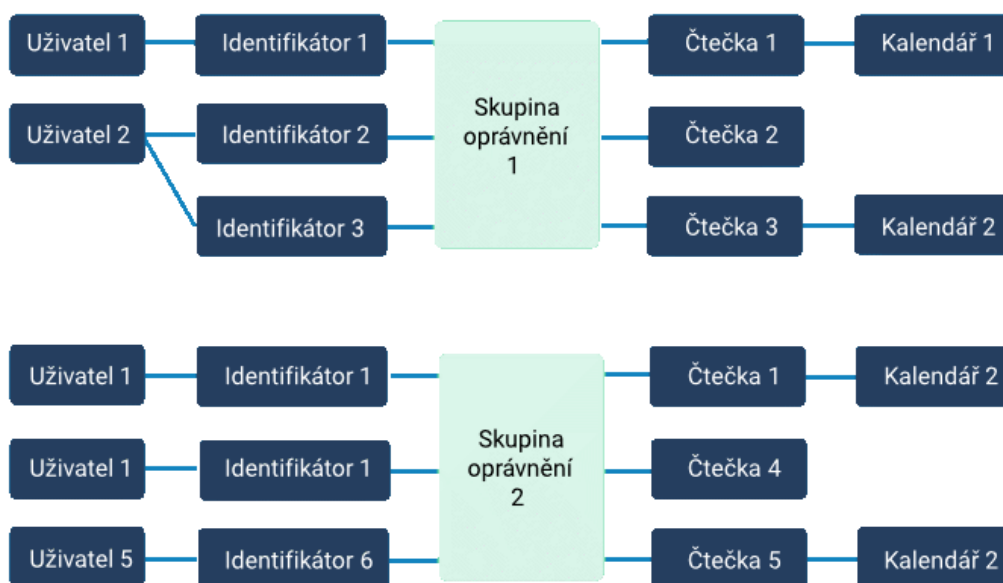 Uživatel 1
Identifikátor 1
Čtečka 1
Kalendář 1
Uživatel 2
Identifikátor 2
Skupina
oprávnění
1
Čtečka 2
Identifikátor 3
Čtečka 3
Kalendář 2
Uživatel 1
Identifikátor 1
Čtečka 1
Kalendář 2
Uživatel 1
Identifikátor 1
Skupina
oprávnění
2
Čtečka 4
Uživatel 5
Identifikátor 6
Čtečka 5
Kalendář 2